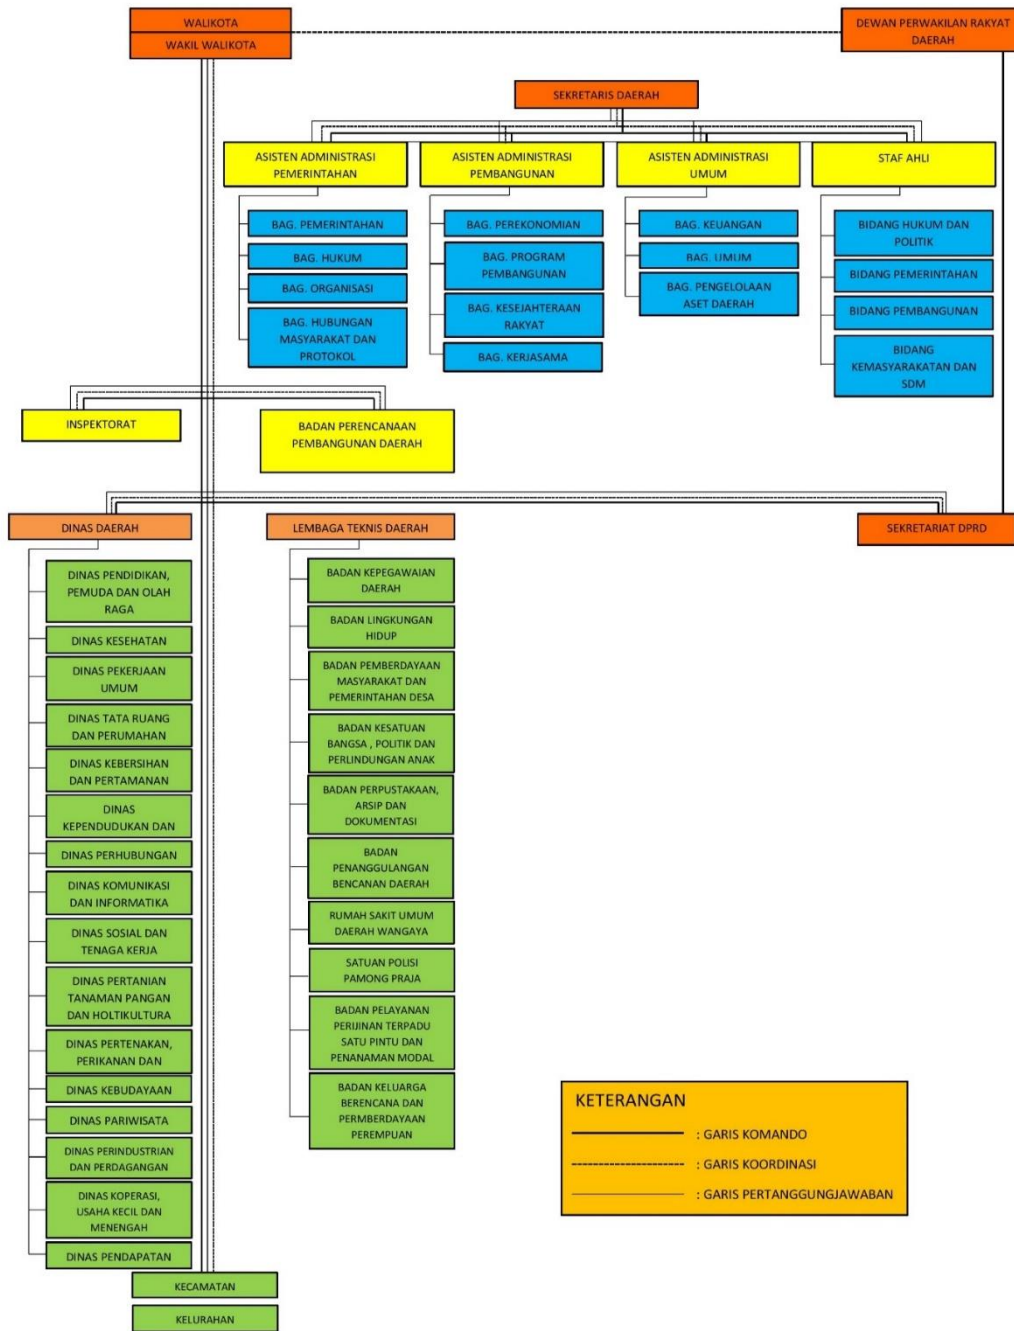 WALIKOTA
WAKIL WALIKOTA
DEWAN PERWAKILAN RAKYAT
DAERAH
SEKRETARIS DAERAH
ASISTEN ADMINISTRASI
PEMERINTAHAN
ASISTEN ADMINISTRASI
PEMBANGUNAN
ASISTEN ADMINISTRASI
UMUM
STAF AHLI
BAG. PEMERINTAHAN
BAG. HUKUM
BAG. ORGANISASI
BAG. HUBUNGAN
MASYARAKAT DAN
PROTOKOL
BAG. PEREKONOMIAN
BAG. PROGRAM
PEMBANGUNAN
BAG. KESEJAHTERAAN
RAKYAT
BAG. KERJASAMA
BAG. KEUANGAN
BAG. UMUM
BAG. PENGELOLAAN
ASET DAERAH
BIDANG HUKUM DAN
POLITIK
BIDANG PEMERINTAHAN
BIDANG PEMBANGUNAN
BIDANG
KEMASYARAKATAN DAN
SDM
INSPEKTORAT
BADAN PERENCANAAN
PEMBANGUNAN DAERAH
DINAS DAERAH
LEMBAGA TEKNIS DAERAH
SEKRETARIAT DPRD
DINAS PENDIDIKAN,
PEMUDA DAN OLAH
RAGA
DINAS KESEHATAN
DINAS PEKERJAAN
UMUM
DINAS TATA RUANG
DAN PERUMAHAN
DINAS KEBERSIHAN
DAN PERTAMANAN
DINAS
KEPENDUDUKAN DAN
DINAS PERHUBUNGAN
DINAS KOMUNIKASI
DAN INFORMATIKA
DINAS SOSIAL DAN
TENAGA KERJA
DINAS PERTANIAN
TANAMAN PANGAN
DAN HOLTIKULTURA
DINAS PERTENAKAN,
PERIKANAN DAN
DINAS KEBUDAYAAN
DINAS PARIWISATA
DINAS PERINDUSTRIAN
DAN PERDAGANGAN
DINAS KOPERASI,
USAHA KECIL DAN
MENENGAH
DINAS PENDAPATAN
BADAN KEPEGAWAIAN
DAERAH
BADAN LINGKUNGAN
HIDUP
BADAN PEMBERDAYAAN
MASYARAKAT DAN
PEMERINTAHAN DESA
BADAN KESATUAN
BANGSA , POLITIK DAN
PERLINDUNGAN ANAK
BADAN PERPUSTAKAAN,
ARSIP DAN
DOKUMENTASI
BADAN
PENANGGULANGAN
BENCANAN DAERAH
RUMAH SAKIT UMUM
DAERAH WANGAYA
SATUAN POLISI
PAMONG PRAJA
BADAN PELAYANAN
PERIJINAN TERPADU
SATU PINTU DAN
PENANAMAN MODAL
BADAN KELUARGA
BERENCANA DAN
PERMBERDAYAAN
PEREMPUAN
KETERANGAN
: GARIS KOMANDO
: GARIS KOORDINASI
: GARIS PERTANGGUNGJAWABAN
KECAMATAN
KELURAHAN